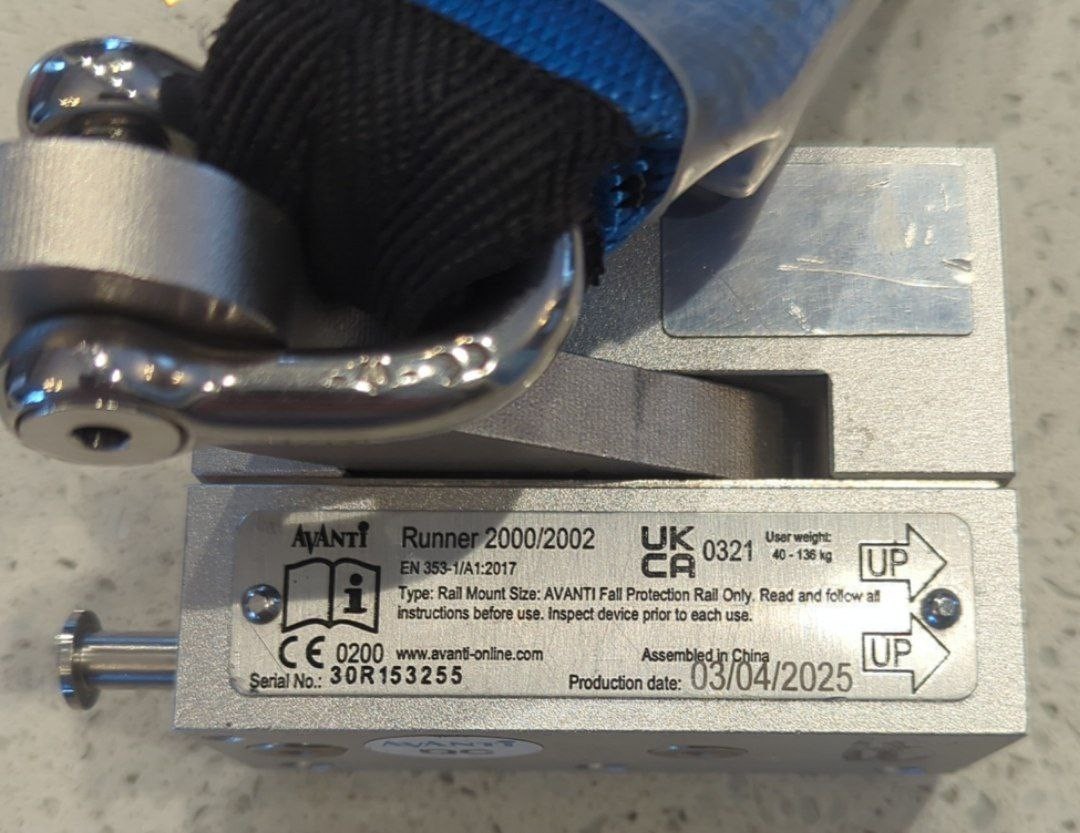 AVANTI
Runner 2000/2002
UK
CA
0321
User weight:
40 - 136 kg
UP
EN 353-1/A1:2017
Type: Rail Mount Size: AVANTI Fall Protection Rail Only. Read and follow all
instructions before use. Inspect device prior to each use.
i
CE 0200 www.avanti-online.com
Assembled in China
UP
Serial No.: 30R153255
Production date: 03/04/2025
AVANTI
QC